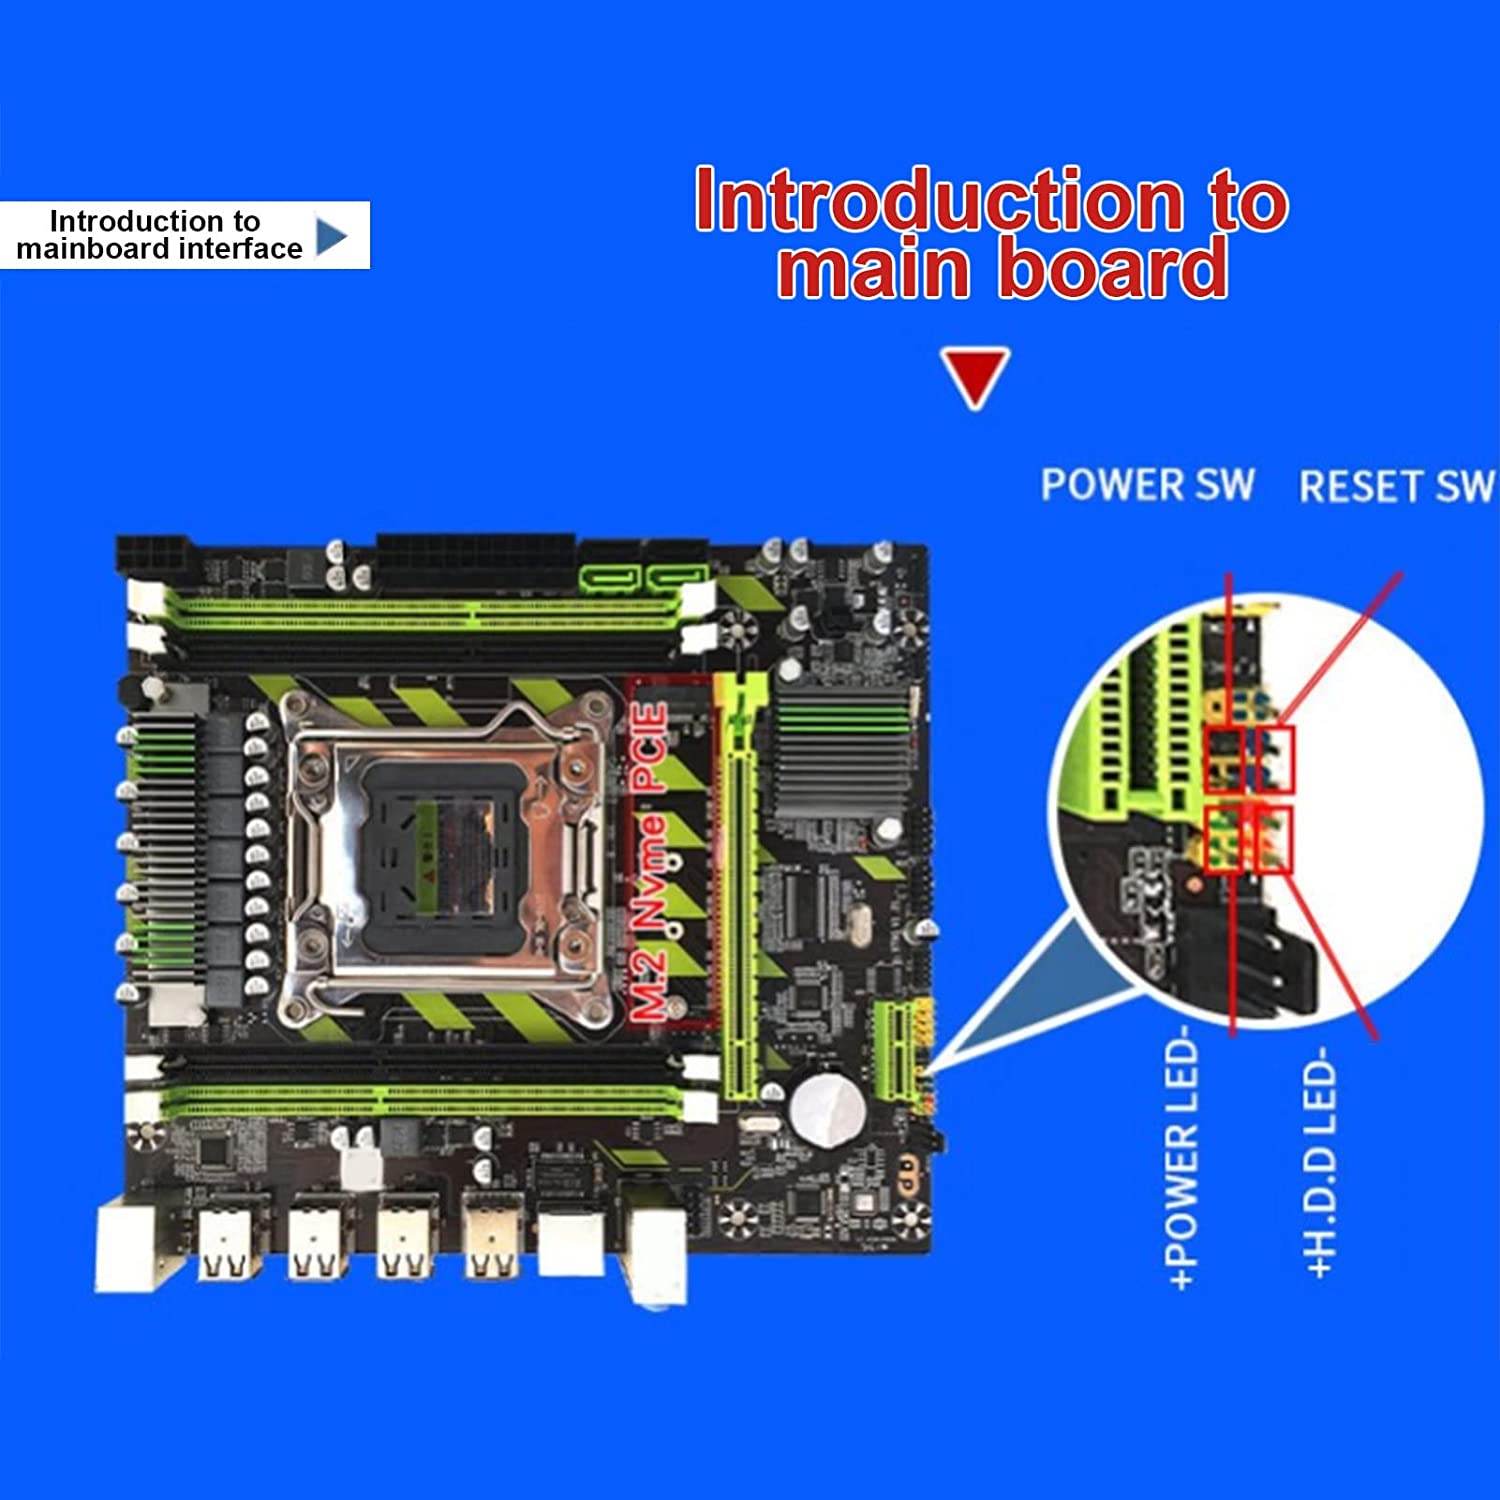 Introduction to
mainboard interface
Introduction to
main board
POWER SW
RESET SW
M.2 Nvme PCIE
+POWER LED-
+H.D.D LED-